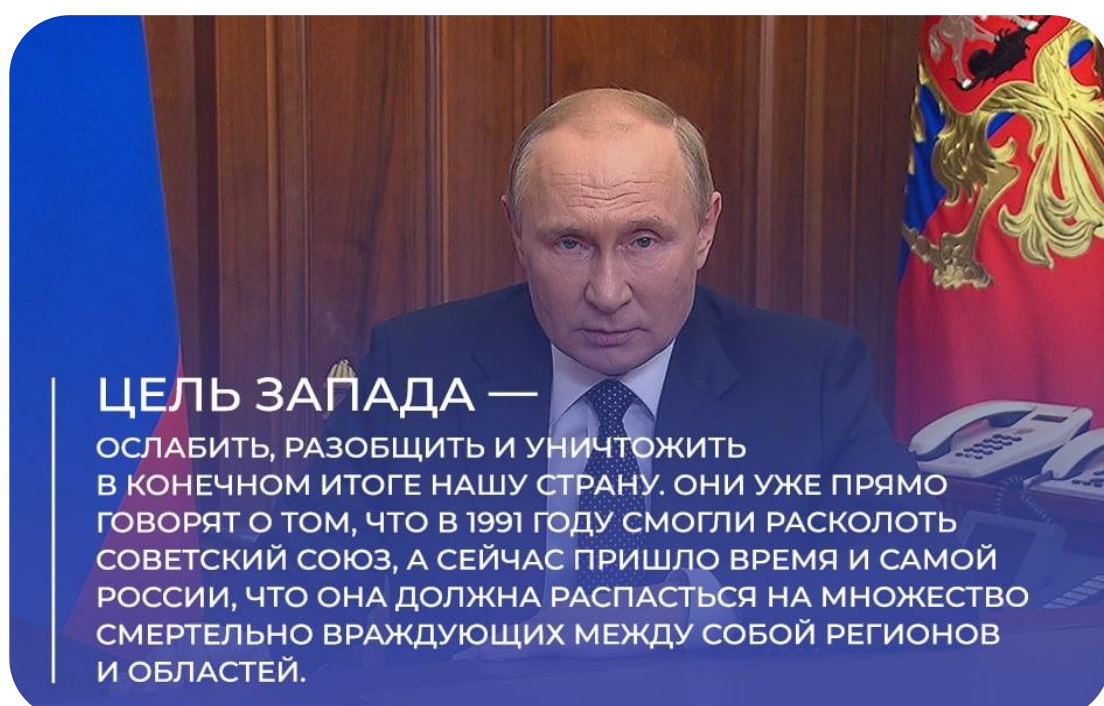 ЦЕЛЬ ЗАПАДА —
ОСЛАБИТЬ, РАЗОБЩИТЬ И УНИЧТОЖИТЬ
В КОНЕЧНОМ ИТОГЕ НАШУ СТРАНУ. ОНИ УЖЕ ПРЯМО
ГОВОРЯТ О ТОМ, ЧТО В 1991 ГОДУ СМОГЛИ РАСКОЛОТЬ
СОВЕТСКИЙ СОЮЗ, А СЕЙЧАС ПРИШЛО ВРЕМЯ И САМОЙ
РОССИИ, ЧТО ОНА ДОЛЖНА РАСПАСТЬСЯ НА МНОЖЕСТВО
СМЕРТЕЛЬНО ВРАЖДУЮЩИХ МЕЖДУ СОБОЙ РЕГИОНОВ
И ОБЛАСТЕЙ.